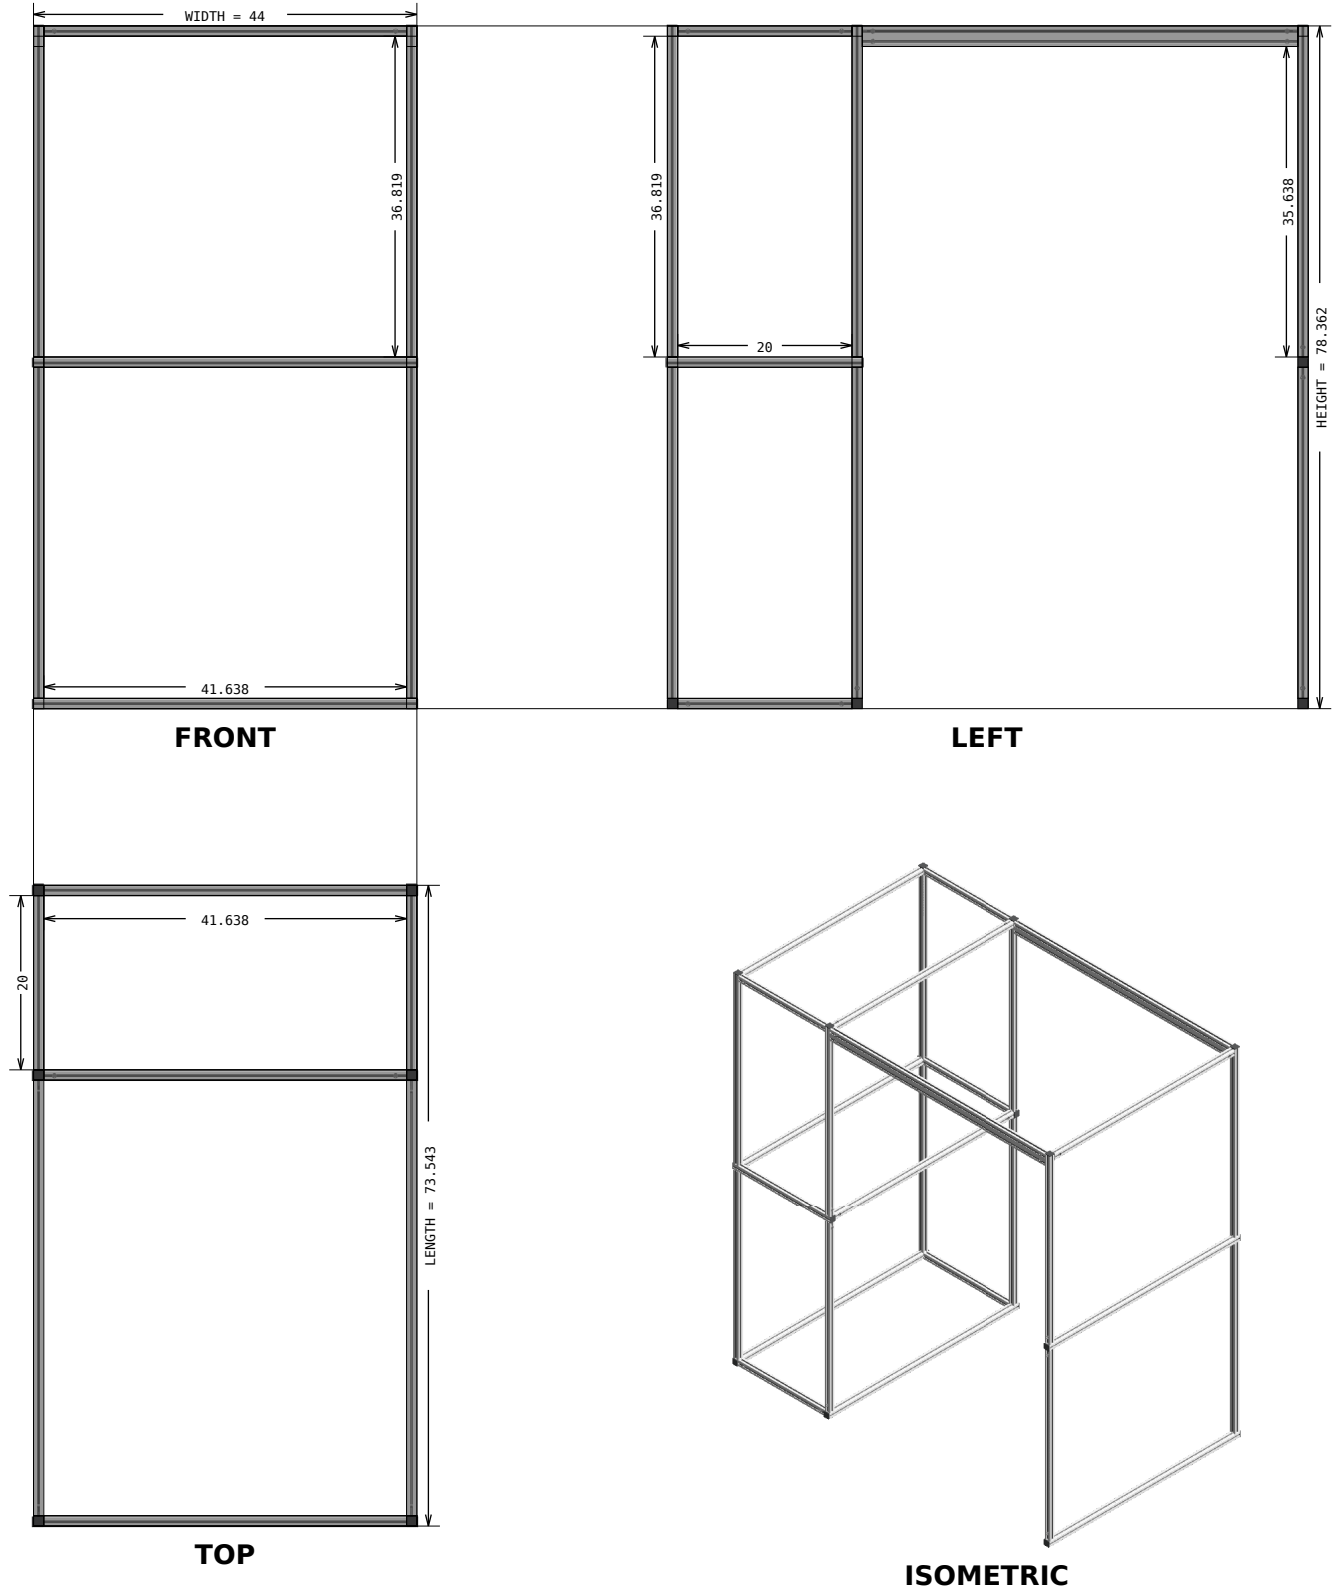 WIDTH = 44
36.819
41.638
FRONT
36.819
20
35.638
HEIGHT = 78.362
LEFT
41.638
20
LENGTH = 73.543
TOP
ISOMETRIC